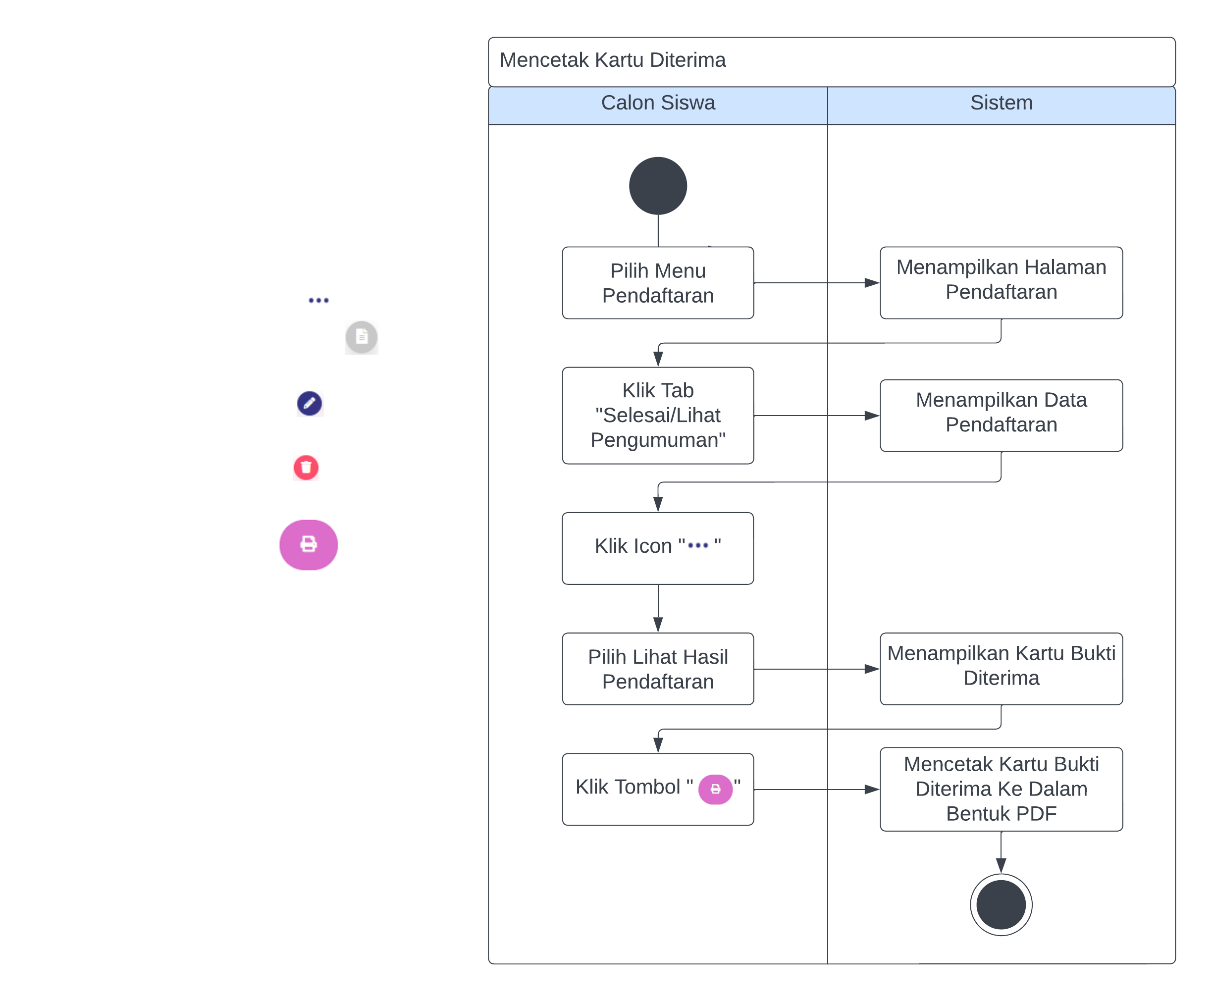 Mencetak Kartu Diterima
Calon Siswa
Sistem
Pilih Menu
Pendaftaran
Menampilkan Halaman
Pendaftaran
Klik Tab
"Selesai/Lihat
Pengumuman"
Menampilkan Data
Pendaftaran
Klik Icon "••• "
Pilih Lihat Hasil
Pendaftaran
Menampilkan Kartu Bukti
Diterima
Klik Tombol " "
Mencetak Kartu Bukti
Diterima Ke Dalam
Bentuk PDF